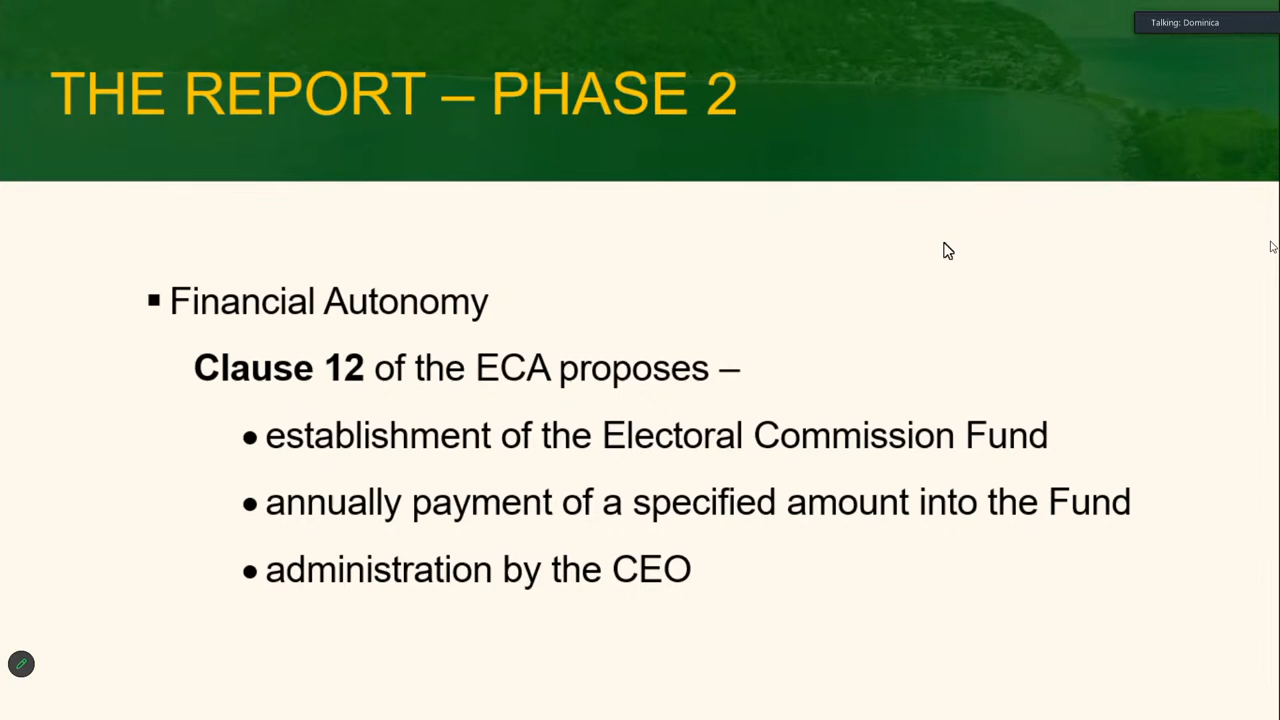 Talking: Dominica
THE REPORT – PHASE 2
▪ Financial Autonomy
Clause 12 of the ECA proposes –
• establishment of the Electoral Commission Fund
• annually payment of a specified amount into the Fund
• administration by the CEO